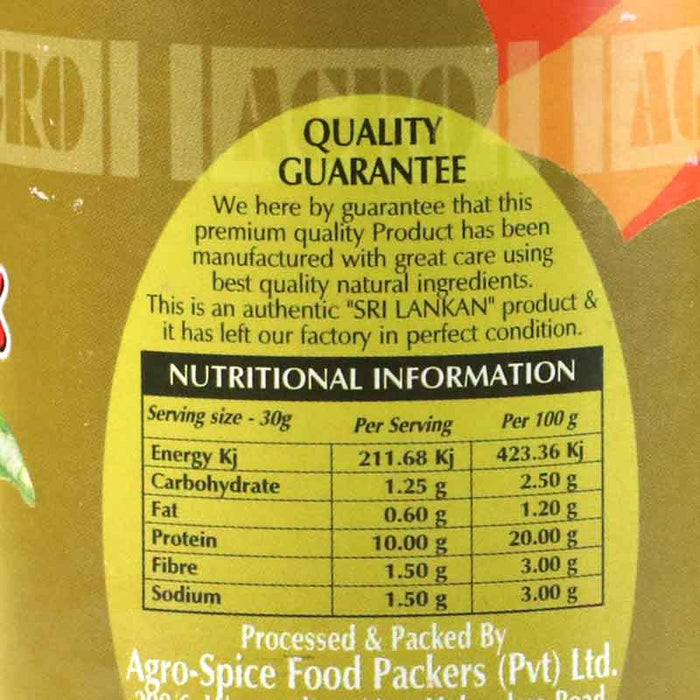 AGRO
QUALITY
GUARANTEE
We here by guarantee that this
premium quality Product has been
manufactured with great care using
best quality natural ingredients.
This is an authentic "SRI LANKAN" product &
it has left our factory in perfect condition.
NUTRITIONAL INFORMATION
Serving size - 30g Per Serving Per 100 g
Energy Kj 211.68 Kj 423.36 Kj
Carbohydrate 1.25 g 2.50 g
Fat 0.60 g 1.20 g
Protein 10.00 g 20.00 g
Fibre 1.50 g 3.00 g
Sodium 1.50 g 3.00 g
Processed & Packed By
Agro-Spice Food Packers (Pvt) Ltd.